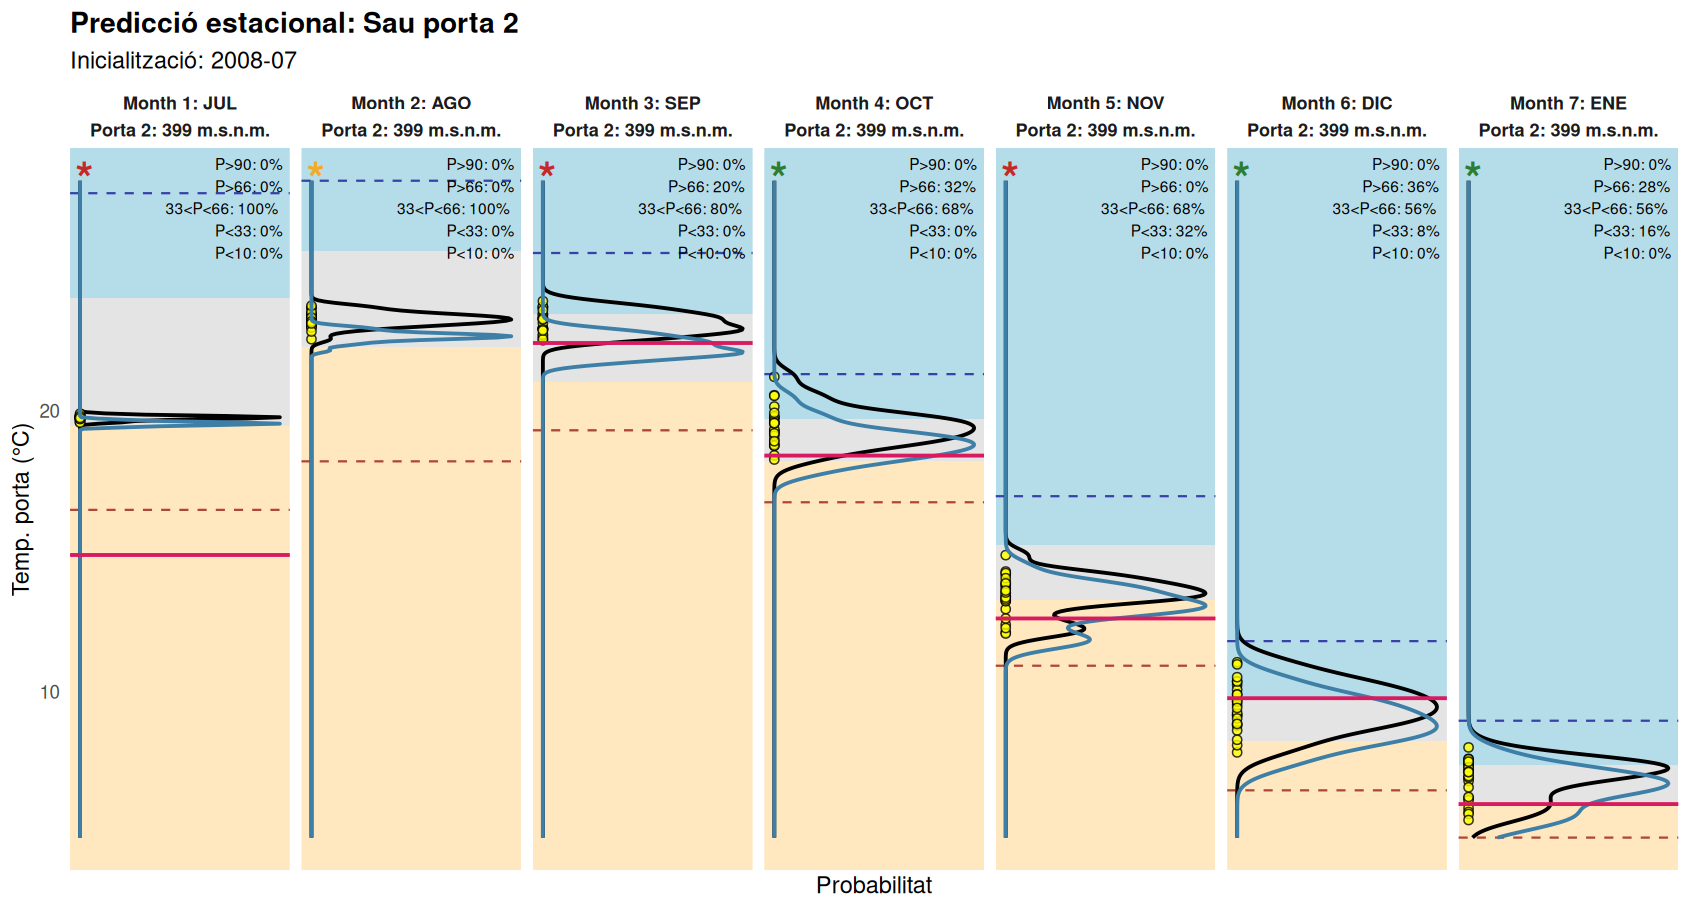 Predicció estacional: Sau porta 2
Inicialització: 2008-07
Month 1: JUL
Porta 2: 399 m.s.n.m.
Month 2: AGO
Porta 2: 399 m.s.n.m.
Month 3: SEP
Porta 2: 399 m.s.n.m.
Month 4: OCT
Porta 2: 399 m.s.n.m.
Month 5: NOV
Porta 2: 399 m.s.n.m.
Month 6: DIC
Porta 2: 399 m.s.n.m.
Month 7: ENE
Porta 2: 399 m.s.n.m.
*
P>90: 0%
P>66: 0%
33<P<66: 100%
P<33: 0%
P<10: 0%
*
P>90: 0%
P>66: 0%
33<P<66: 100%
P<33: 0%
P<10: 0%
*
P>90: 0%
P>66: 20%
33<P<66: 80%
P<33: 0%
P<10: 0%
*
P>90: 0%
P>66: 32%
33<P<66: 68%
P<33: 0%
P<10: 0%
*
P>90: 0%
P>66: 0%
33<P<66: 68%
P<33: 32%
P<10: 0%
*
P>90: 0%
P>66: 36%
33<P<66: 56%
P<33: 8%
P<10: 0%
*
P>90: 0%
P>66: 28%
33<P<66: 56%
P<33: 16%
P<10: 0%
20
10
Temp. porta (°C)
Probabilitat